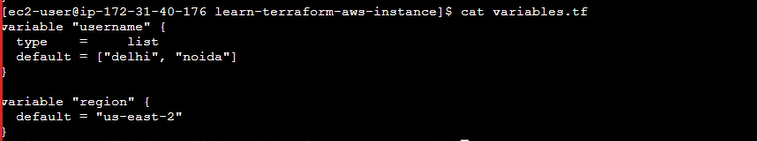 [ec2-user@ip-172-31-40-176 learn-terraform-aws-instance]$ cat variables.tf
variable "username" {
  type    =     list
  default = ["delhi", "noida"]
}

variable "region" {
  default = "us-east-2"
}